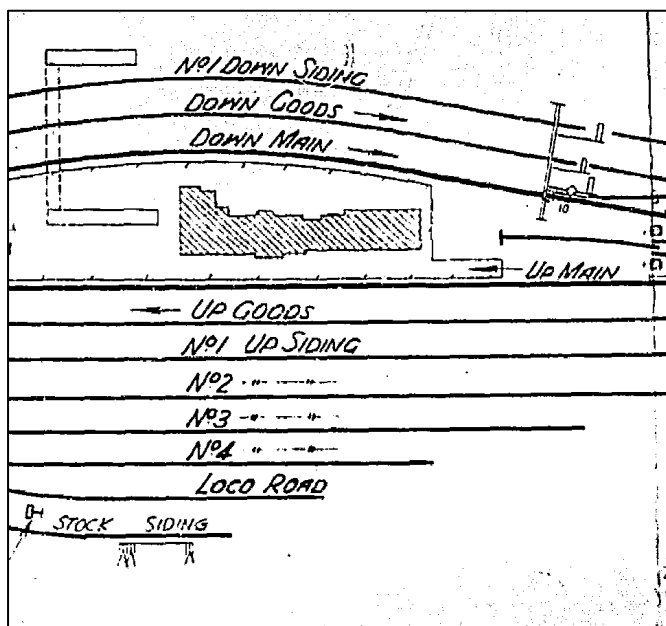 Nº1 DOWN SIDING
DOWN GOODS
DOWN MAIN
10
UP MAIN
UP GOODS
Nº1 UP SIDING
Nº2 " "
Nº3 " "
Nº4 " "
LOCO ROAD
STOCK SIDING